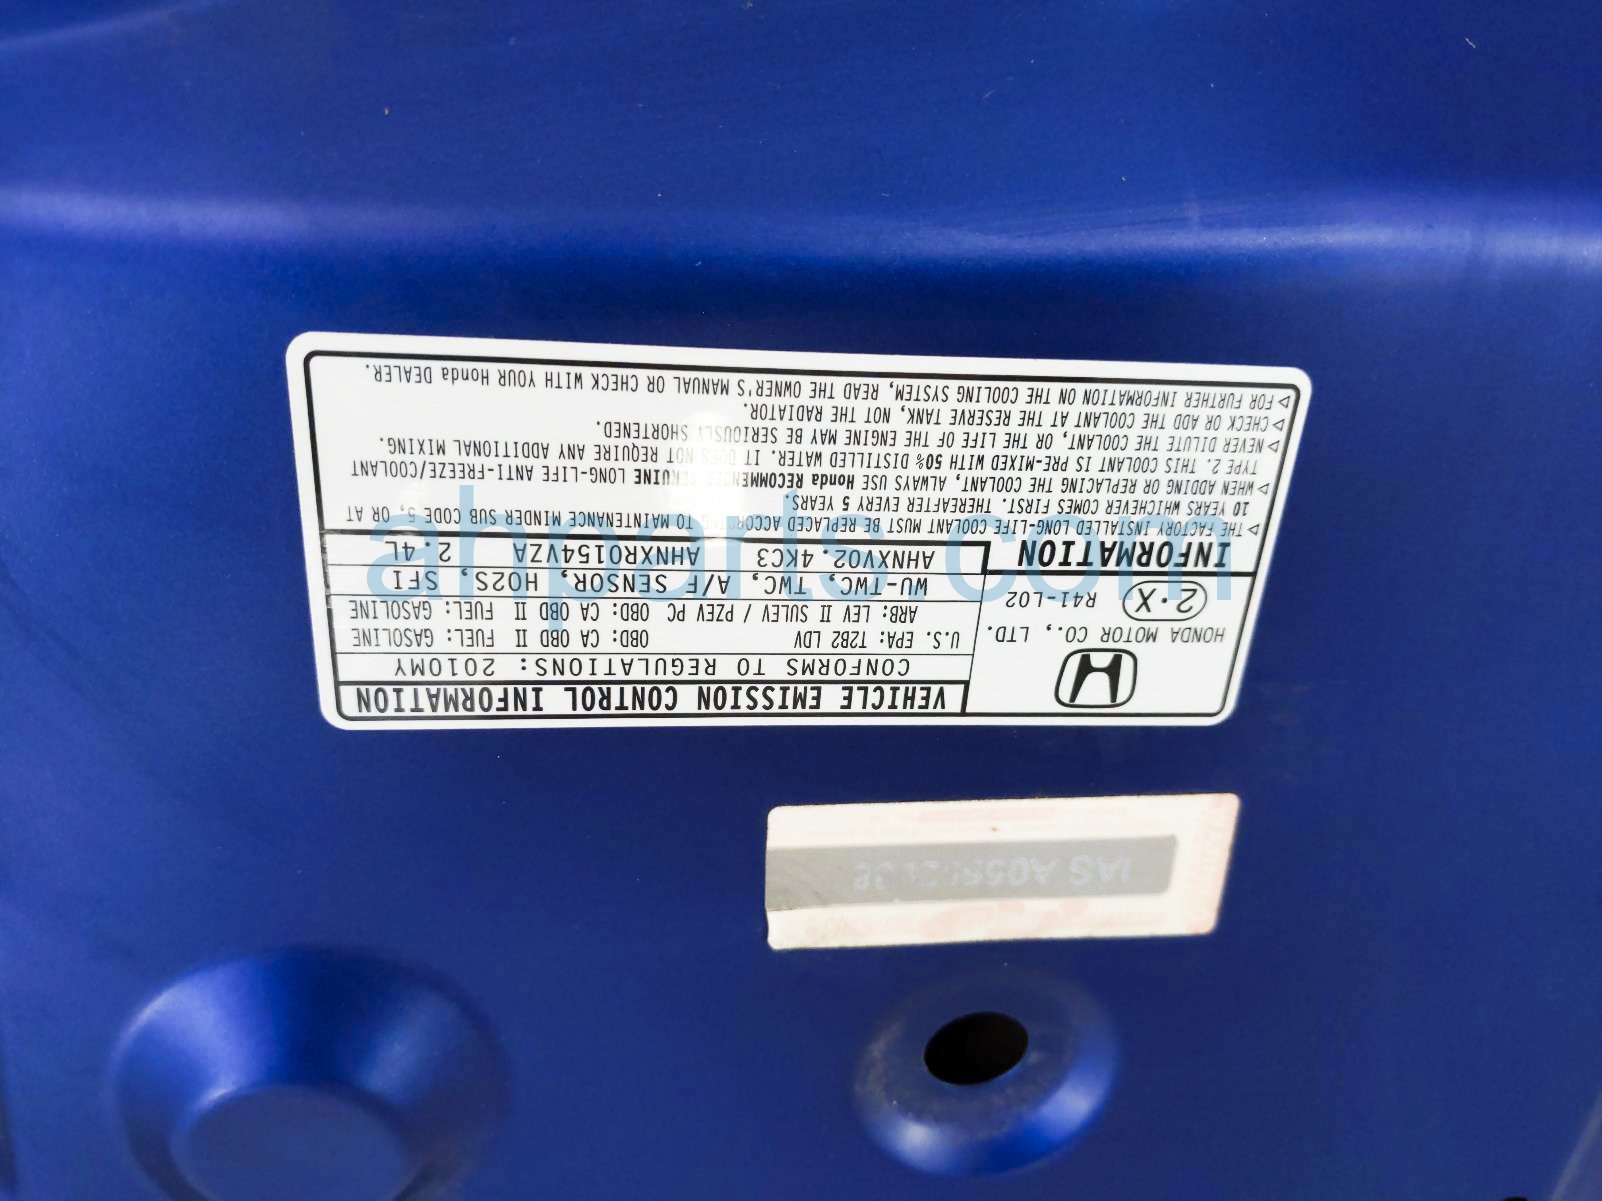 VEHICLE EMISSION CONTROL INFORMATION
HONDA MOTOR CO., LTD.
2·X R41-L02
CONFORMS TO REGULATIONS: 2010MY
U.S. EPA: T2B2 LDV OBD: CA OBD II FUEL: GASOLINE
ARB: LEV II SULEV / PZEV PC OBD: CA OBD II FUEL: GASOLINE
WU-TWC, TWC, A/F SENSOR, HO2S, SFI
AHNXV02.4KC3 AHNXR0154VZA 2.4L
INFORMATION
▷ THE FACTORY INSTALLED LONG-LIFE COOLANT MUST BE REPLACED ACCORDING TO MAINTENANCE MINDER SUB CODE 5, OR AT
10 YEARS WHICHEVER COMES FIRST. THEREAFTER EVERY 5 YEARS.
▷ WHEN ADDING OR REPLACING THE COOLANT, ALWAYS USE Honda RECOMMENDED GENUINE LONG-LIFE ANTI-FREEZE/COOLANT
TYPE 2. THIS COOLANT IS PRE-MIXED WITH 50% DISTILLED WATER. IT DOES NOT REQUIRE ANY ADDITIONAL MIXING.
▷ NEVER DILUTE THE COOLANT, OR THE LIFE OF THE ENGINE MAY BE SERIOUSLY SHORTENED.
▷ CHECK OR ADD THE COOLANT AT THE RESERVE TANK, NOT THE RADIATOR.
▷ FOR FURTHER INFORMATION ON THE COOLING SYSTEM, READ THE OWNER'S MANUAL OR CHECK WITH YOUR Honda DEALER.
ahparts.com
IAS